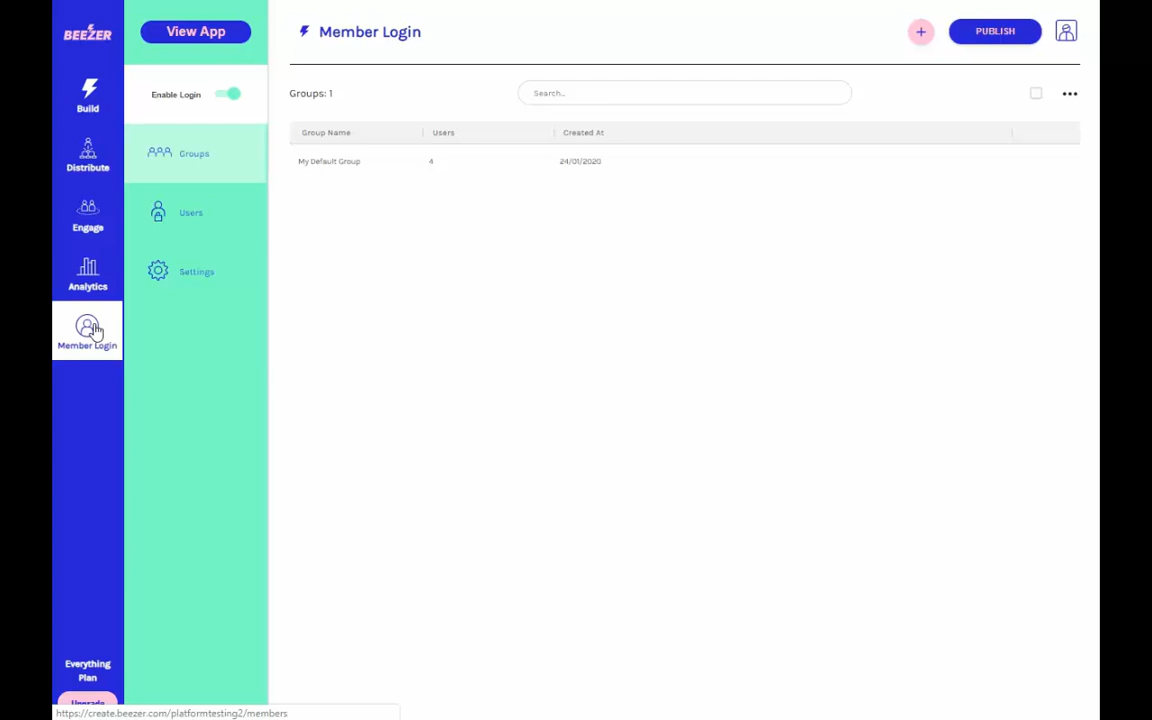 BEEZER
View App
Member Login
+
PUBLISH
Build
Enable Login
Groups: 1
Search...
Group Name
Users
Created At
My Default Group
4
24/01/2020
Distribute
Groups
Engage
Users
Analytics
Settings
Member Login
Everything
Plan
Upgrade
https://create.beezer.com/platformtesting2/members